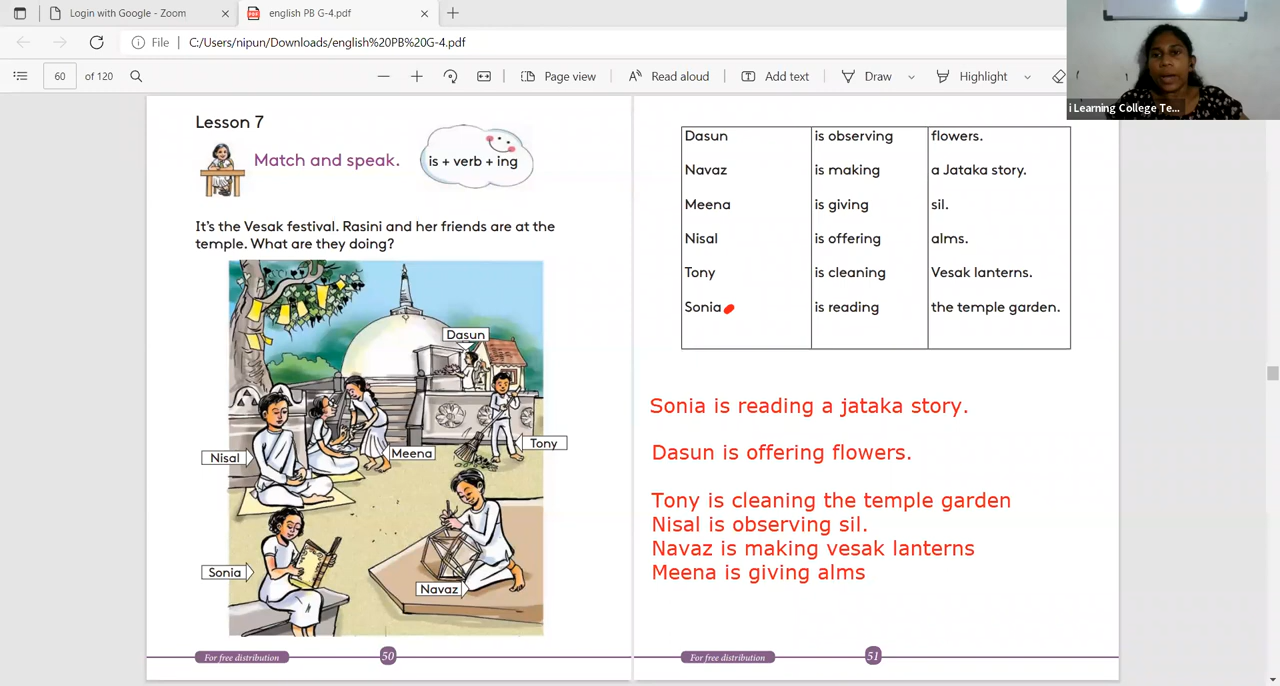 Login with Google - Zoom
english PB G-4.pdf
File
C:/Users/nipun/Downloads/english%20PB%20G-4.pdf
60 of 120
Page view
Read aloud
Add text
Draw
Highlight
i Learning College Te...
Lesson 7
Match and speak.
is + verb + ing
It's the Vesak festival. Rasini and her friends are at the
temple. What are they doing?
Dasun
Tony
Meena
Nisal
Sonia
Navaz
For free distribution
50
Dasun is observing flowers.
Navaz is making a Jataka story.
Meena is giving sil.
Nisal is offering alms.
Tony is cleaning Vesak lanterns.
Sonia is reading the temple garden.
Sonia is reading a jataka story.
Dasun is offering flowers.
Tony is cleaning the temple garden
Nisal is observing sil.
Navaz is making vesak lanterns
Meena is giving alms
For free distribution
51